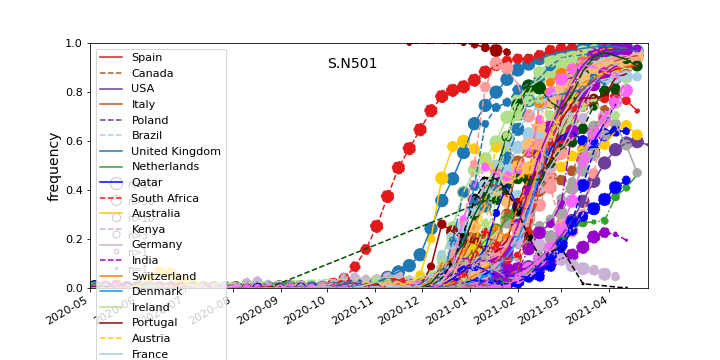 S.N501
frequency
1.0
0.8
0.6
0.4
0.2
0.0
2020-05
2020-06
2020-07
2020-08
2020-09
2020-10
2020-11
2020-12
2021-01
2021-02
2021-03
2021-04
Spain
Canada
USA
Italy
Poland
Brazil
United Kingdom
Netherlands
Qatar
South Africa
Australia
Kenya
Germany
India
Switzerland
Denmark
Ireland
Portugal
Austria
France